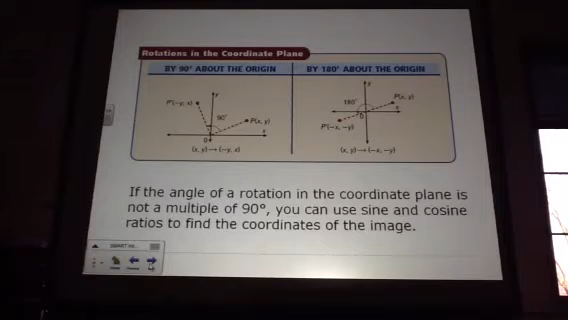 Rotations in the Coordinate Plane
BY 90° ABOUT THE ORIGIN
BY 180° ABOUT THE ORIGIN
y
P'(−y, x)
90°
P(x, y)
x
0
(x, y)→(−y, x)
y
180°
P(x, y)
x
0
P'(−x, −y)
(x, y)→(−x, −y)
If the angle of a rotation in the coordinate plane is
not a multiple of 90°, you can use sine and cosine
ratios to find the coordinates of the image.